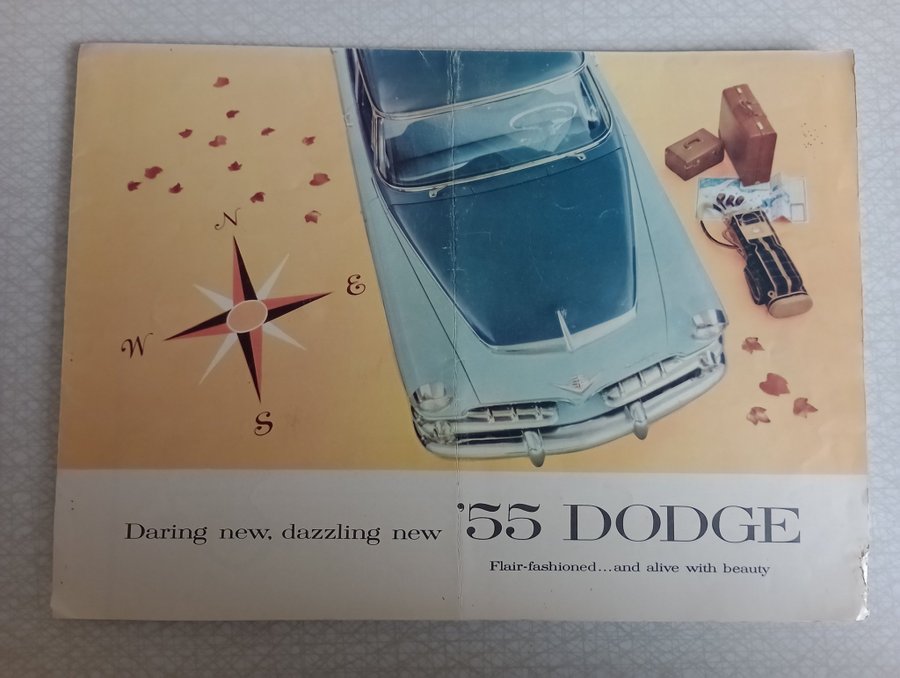 N
E
W
S
Daring new, dazzling new '55 DODGE
Flair-fashioned...and alive with beauty